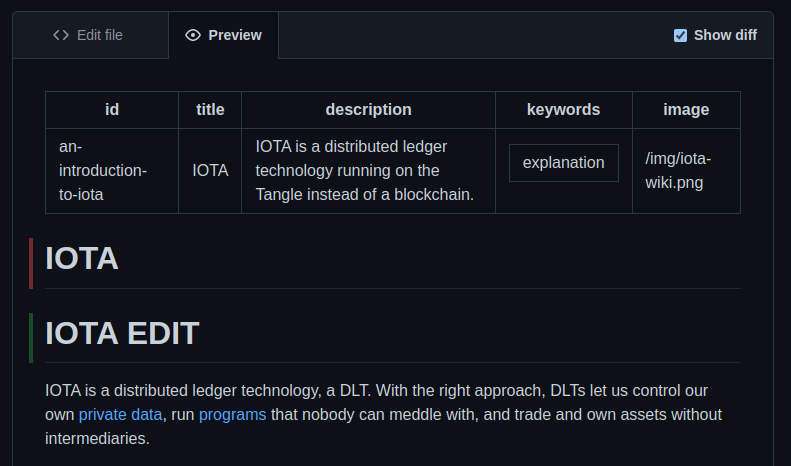 Edit file
Preview
Show diff
id title description keywords image
an-
introduction-
to-iota
IOTA
IOTA is a distributed ledger
technology running on the
Tangle instead of a blockchain.
explanation
/img/iota-
wiki.png
IOTA
IOTA EDIT
IOTA is a distributed ledger technology, a DLT. With the right approach, DLTs let us control our
own private data, run programs that nobody can meddle with, and trade and own assets without
intermediaries.